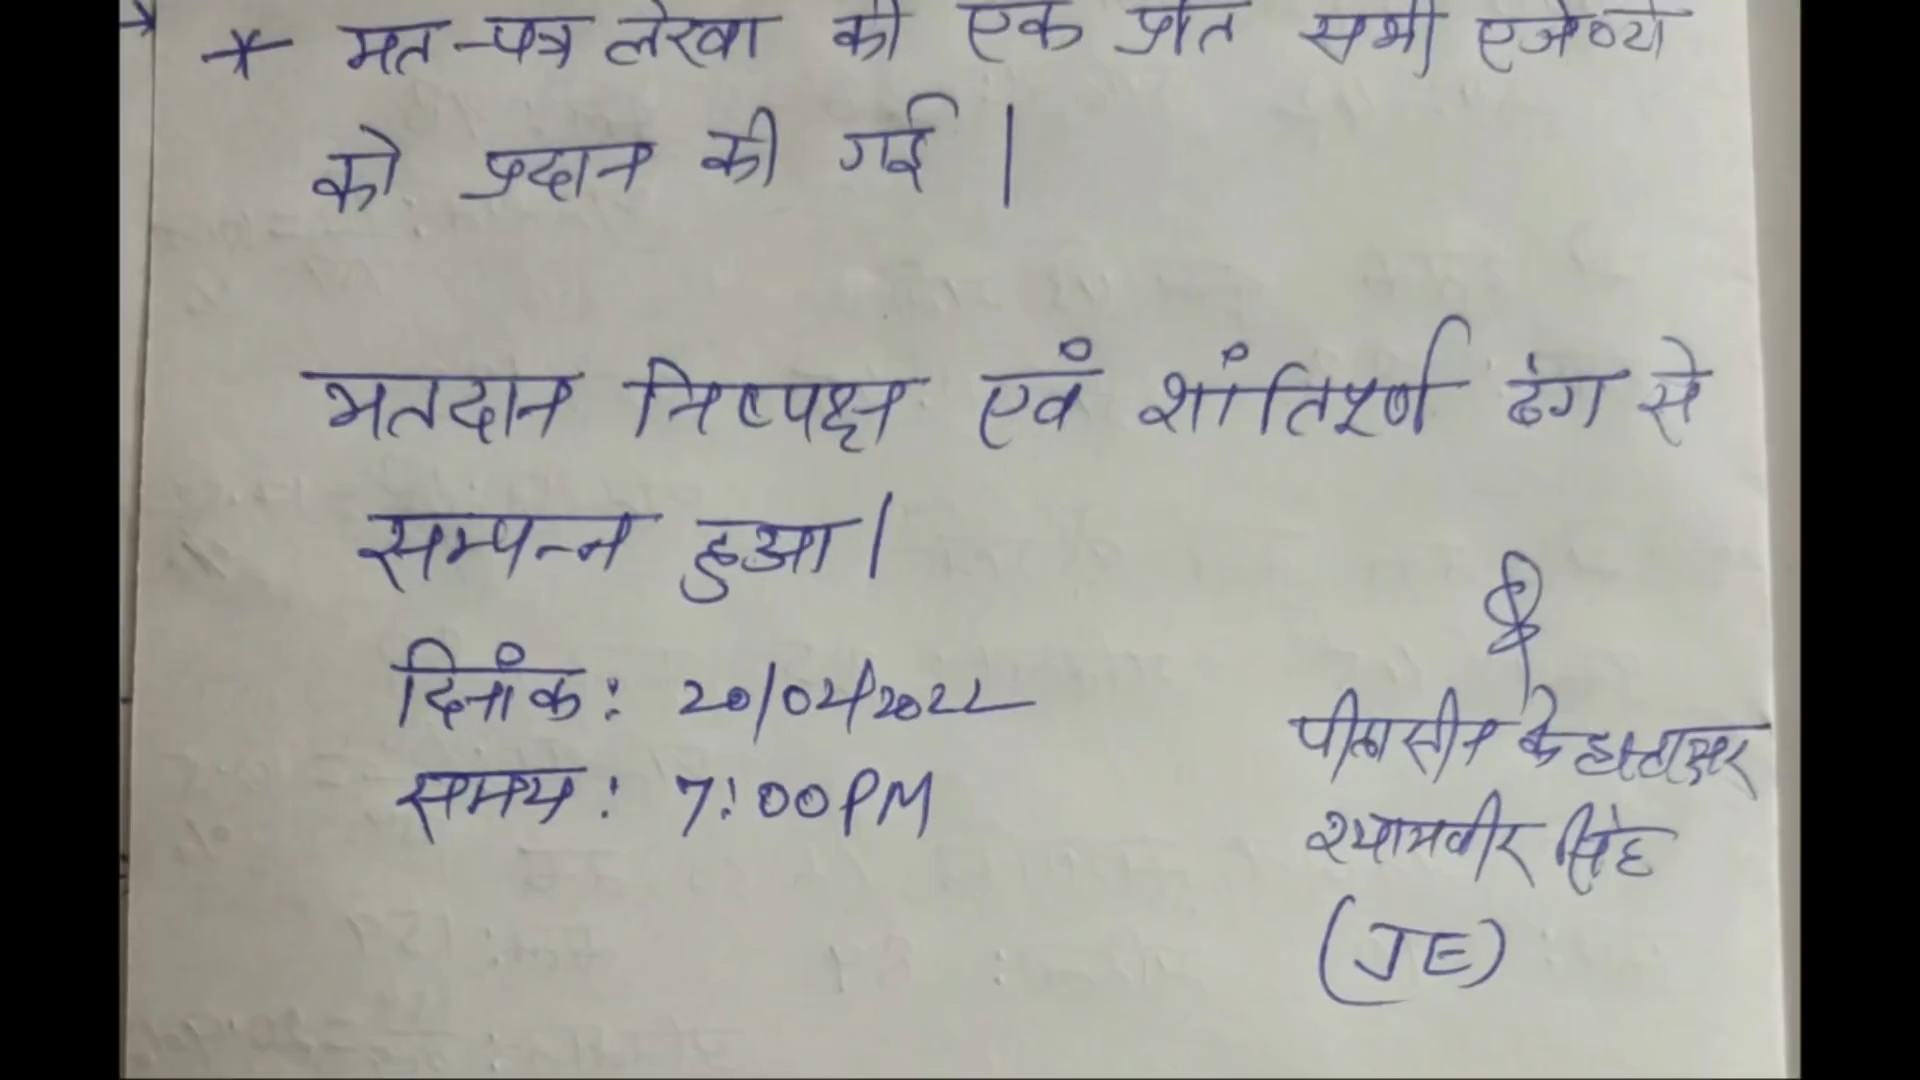 * मत-पत्र लेखा की एक प्रति सभी एजेण्टो
को प्रदान की गई।
मतदान निष्पक्ष एवं शांतिपूर्ण ढंग से
सम्पन्न हुआ।
दिनांक: 20/02/2022
समय: 7:00PM
पीठासीन के हस्ताक्षर
श्यामवीर सिंह
(JE)